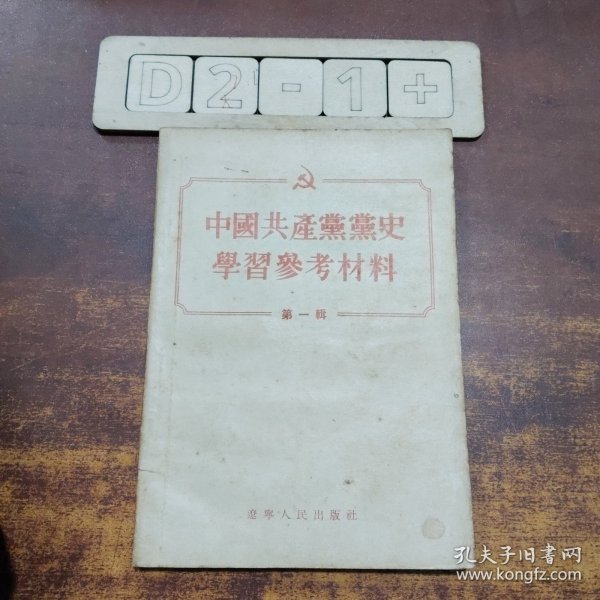 D2-1+
中國共產黨黨史
學習參考材料
第一輯
遼寧人民出版社
孔夫子旧书网
www.kongfz.com